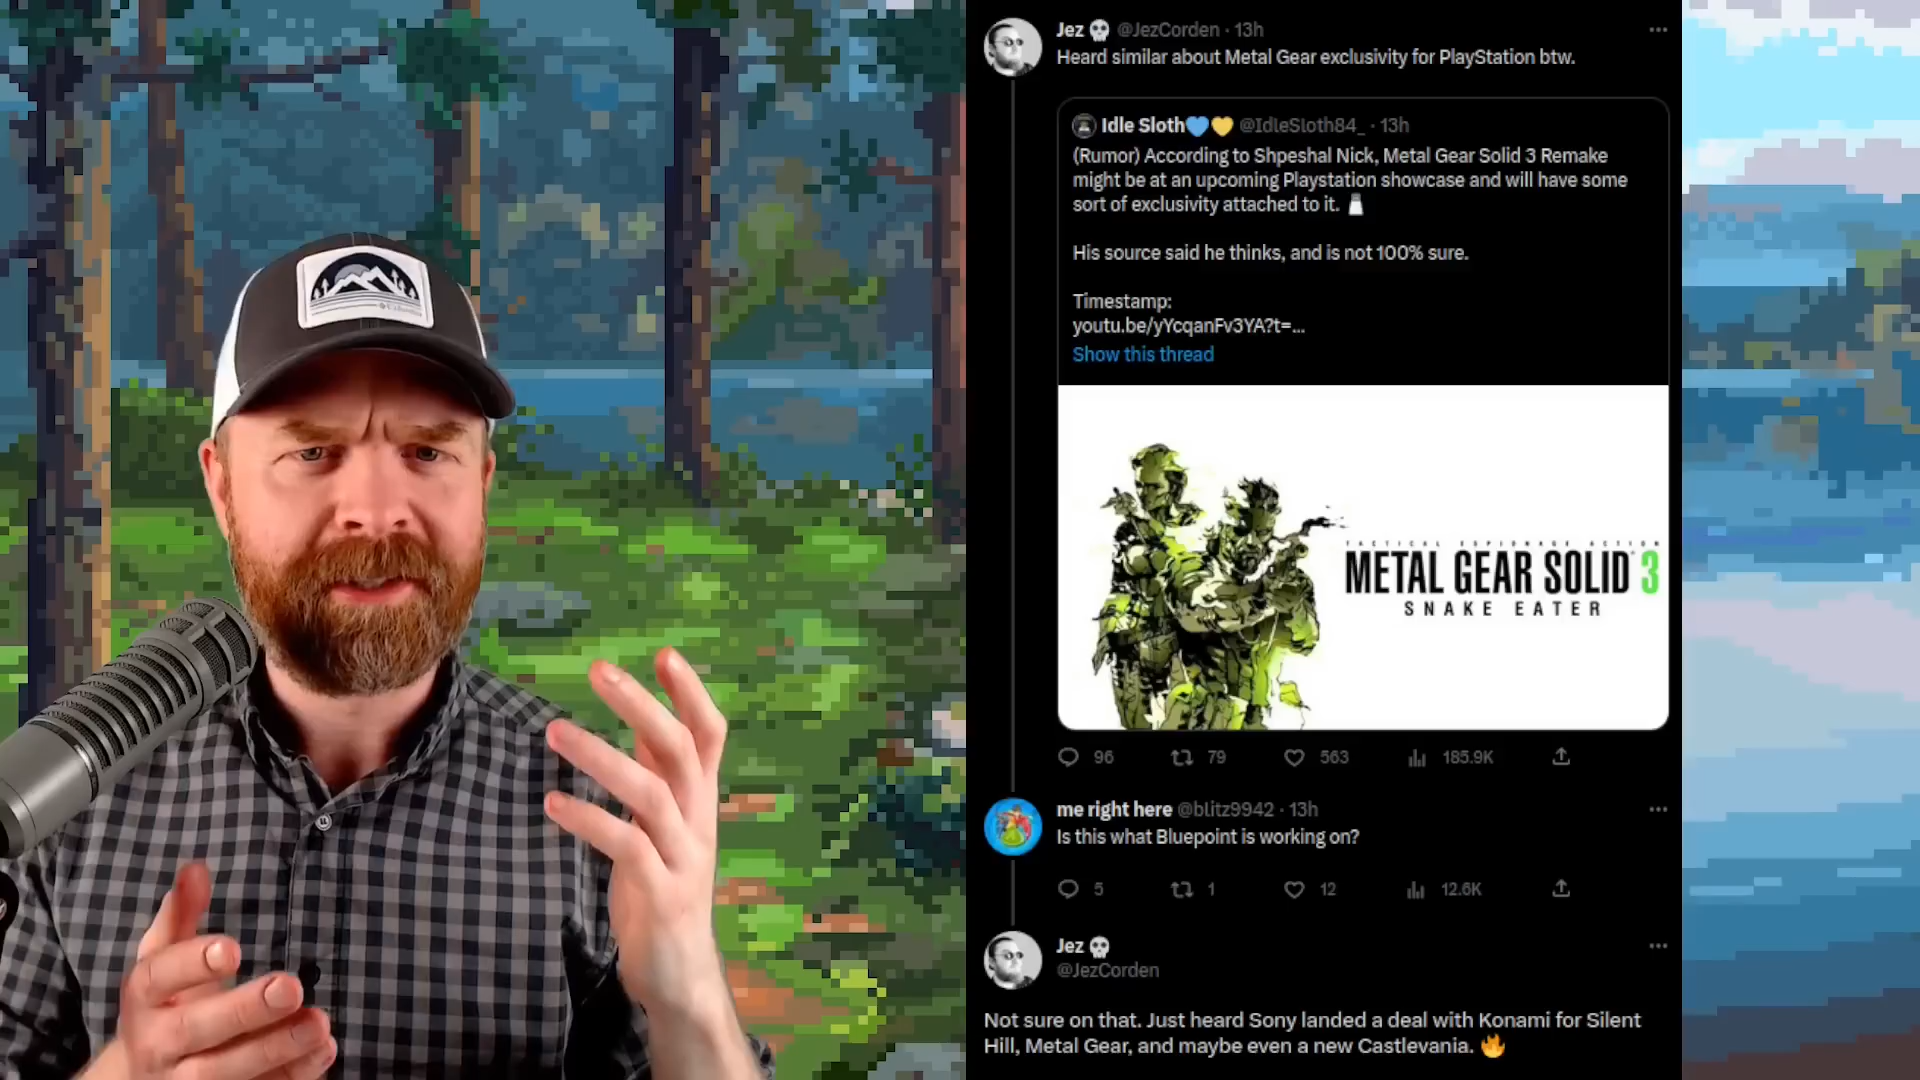 Jez 💀 @JezCorden · 13h
Heard similar about Metal Gear exclusivity for PlayStation btw.
Idle Sloth💙💛 @IdleSloth84_ · 13h
(Rumor) According to Shpeshal Nick, Metal Gear Solid 3 Remake
might be at an upcoming Playstation showcase and will have some
sort of exclusivity attached to it. 🧂
His source said he thinks, and is not 100% sure.
Timestamp:
youtu.be/yYcqanFv3YA?t=...
Show this thread
TACTICAL ESPIONAGE ACTION
METAL GEAR SOLID 3
SNAKE EATER
96 79 563 185.9K
me right here @blitz9942 · 13h
Is this what Bluepoint is working on?
5 1 12 12.6K
Jez 💀
@JezCorden
Not sure on that. Just heard Sony landed a deal with Konami for Silent
Hill, Metal Gear, and maybe even a new Castlevania. 🔥
Columbia